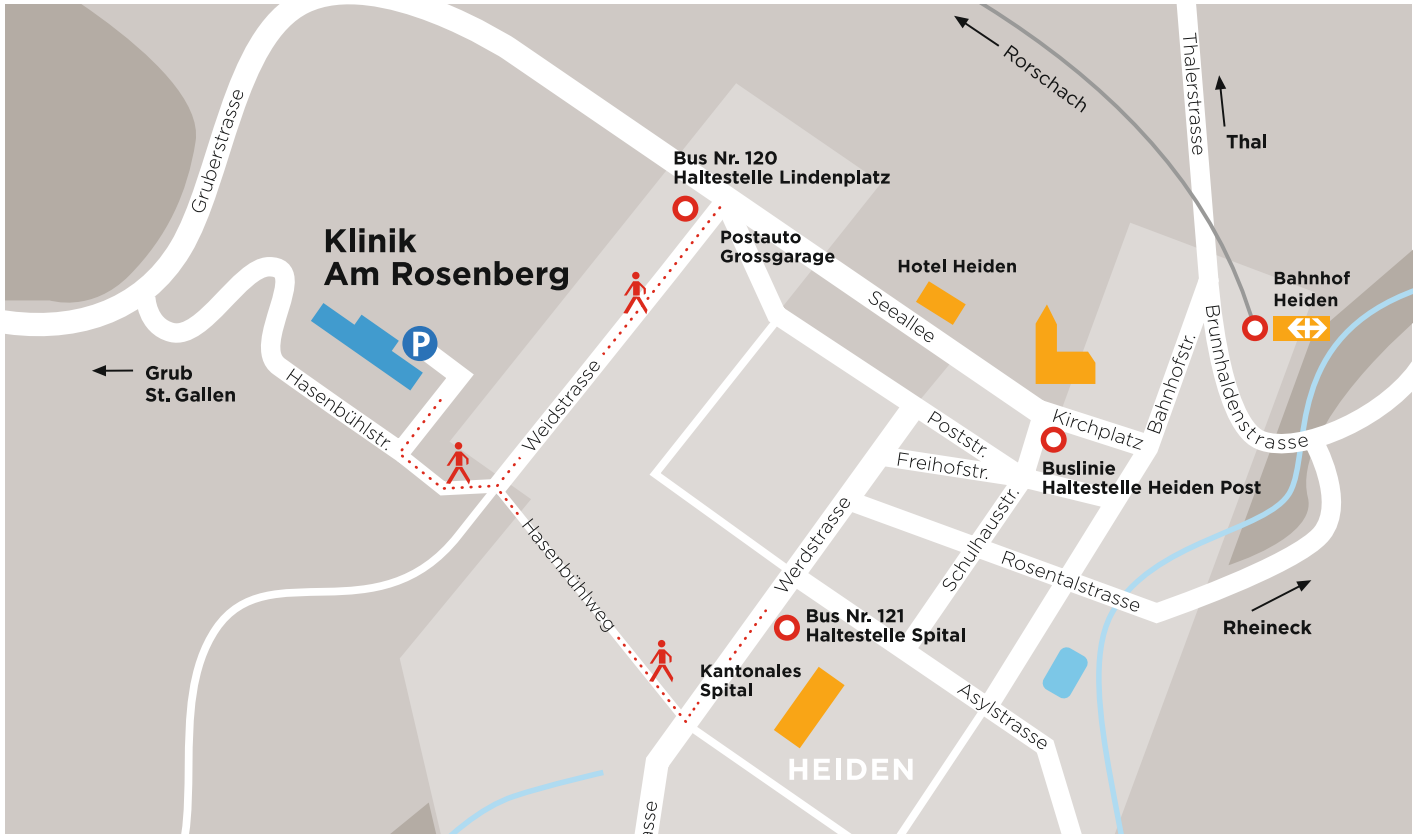 Rorschach
Thalerstrasse
Thal
Gruberstrasse
Bus Nr. 120
Haltestelle Lindenplatz
Klinik
Am Rosenberg
Postauto
Grossgarage
Hotel Heiden
Bahnhof
Heiden
Seeallee
P
Grub
St. Gallen
Hasenbühlstr.
Weidstrasse
Bahnhofstr.
Brunnhaldenstrasse
Kirchplatz
Poststr.
Freihofstr.
Buslinie
Haltestelle Heiden Post
Hasenbühlweg
Werdstrasse
Schulhausstr.
Rosentalstrasse
Bus Nr. 121
Haltestelle Spital
Rheineck
Kantonales
Spital
Asylstrasse
HEIDEN
asse